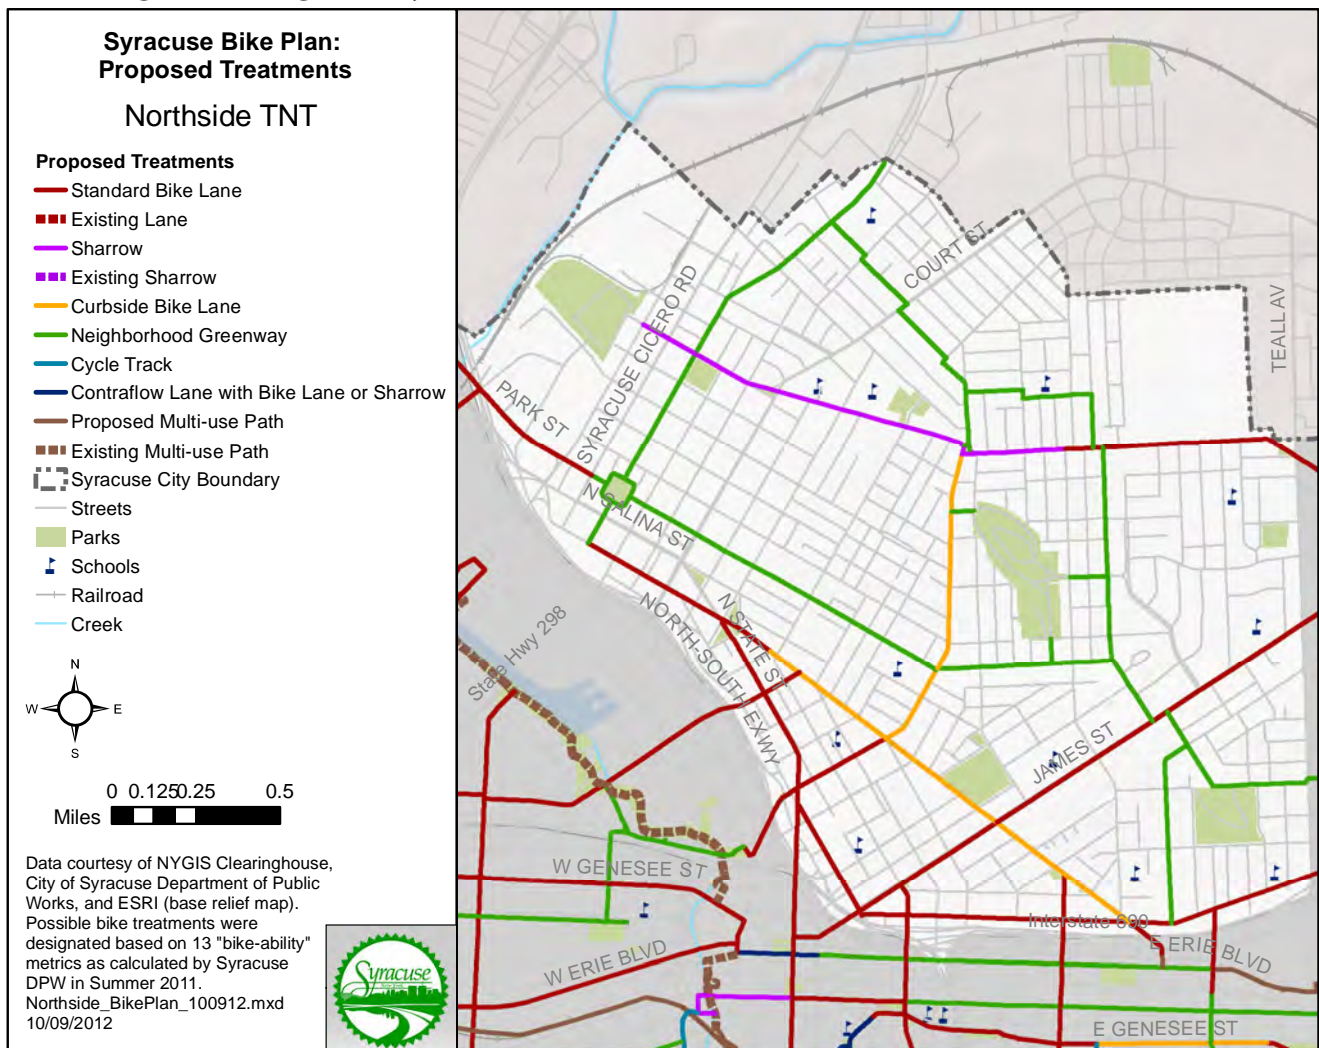 Syracuse Bike Plan:
Proposed Treatments
Northside TNT
Proposed Treatments
Standard Bike Lane
Existing Lane
Sharrow
Existing Sharrow
Curbside Bike Lane
Neighborhood Greenway
Cycle Track
Contraflow Lane with Bike Lane or Sharrow
Proposed Multi-use Path
Existing Multi-use Path
Syracuse City Boundary
Streets
Parks
Schools
Railroad
Creek
N
W
E
S
0 0.125 0.25 0.5
Miles
Data courtesy of NYGIS Clearinghouse,
City of Syracuse Department of Public
Works, and ESRI (base relief map).
Possible bike treatments were
designated based on 13 "bike-ability"
metrics as calculated by Syracuse
DPW in Summer 2011.
Northside_BikePlan_100912.mxd
10/09/2012
Syracuse
COURT ST
TEALL AV
SYRACUSE CICERO RD
PARK ST
N SALINA ST
N STATE ST
NORTH-SOUTH EXWY
State Hwy 298
JAMES ST
W GENESEE ST
Interstate 690
E ERIE BLVD
W ERIE BLVD
E GENESEE ST